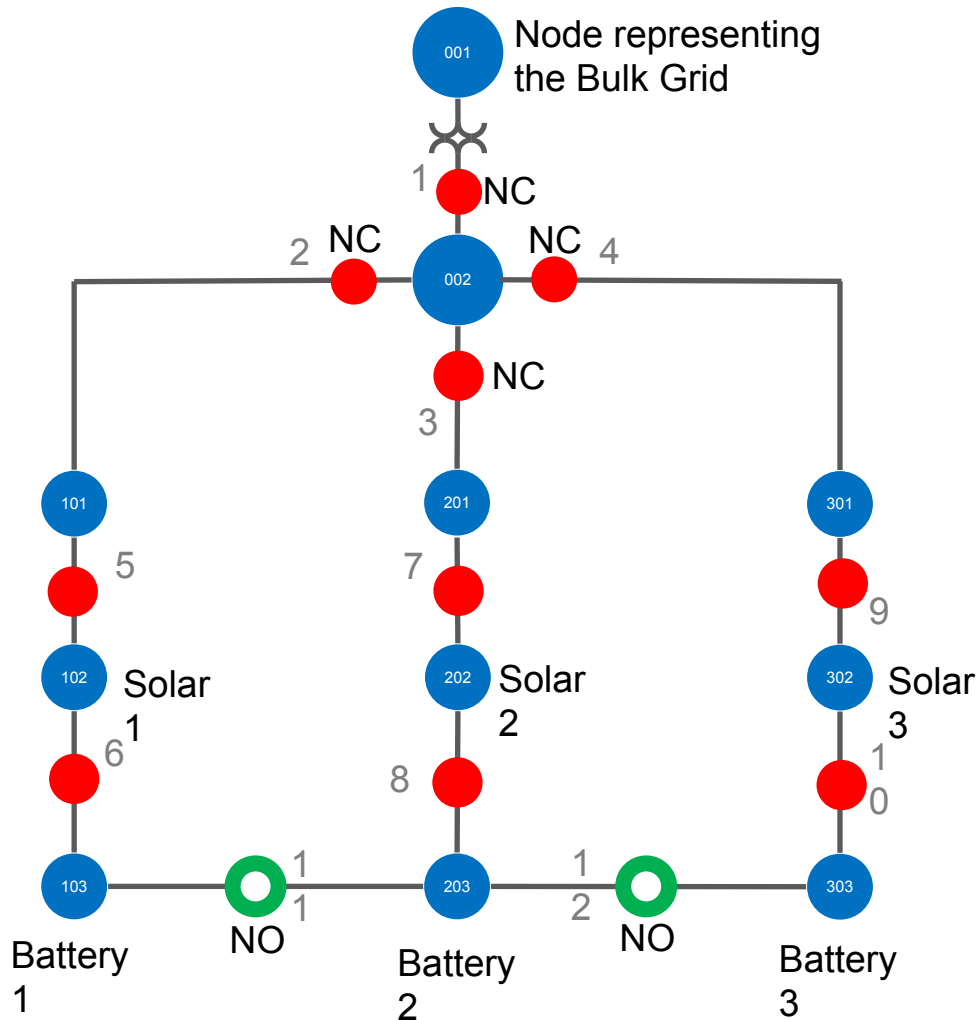 001
Node representing
the Bulk Grid
1
NC
2
NC
NC
4
002
NC
3
101
201
301
5
7
9
102
Solar
1
202
Solar
2
302
Solar
3
6
8
1
0
103
1
1
NO
203
1
2
NO
303
Battery
1
Battery
2
Battery
3